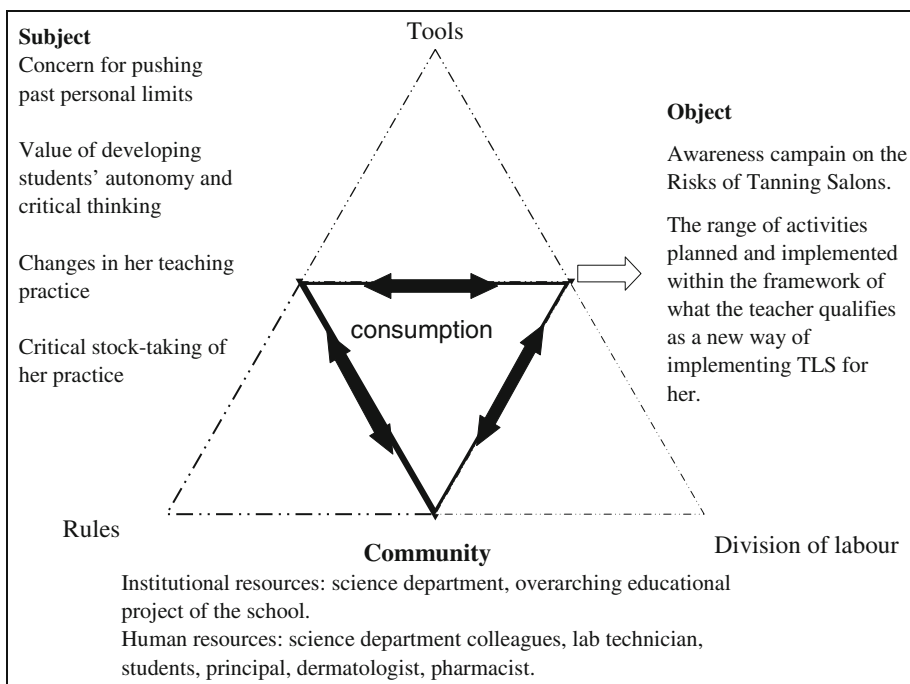 Subject
Concern for pushing
past personal limits
Value of developing
students' autonomy and
critical thinking
Changes in her teaching
practice
Critical stock-taking of
her practice
Tools
Object
Awareness campain on the
Risks of Tanning Salons.
The range of activities
planned and implemented
within the framework of
what the teacher qualifies
as a new way of
implementing TLS for
her.
consumption
Rules
Community
Division of labour
Institutional resources: science department, overarching educational
project of the school.
Human resources: science department colleagues, lab technician,
students, principal, dermatologist, pharmacist.